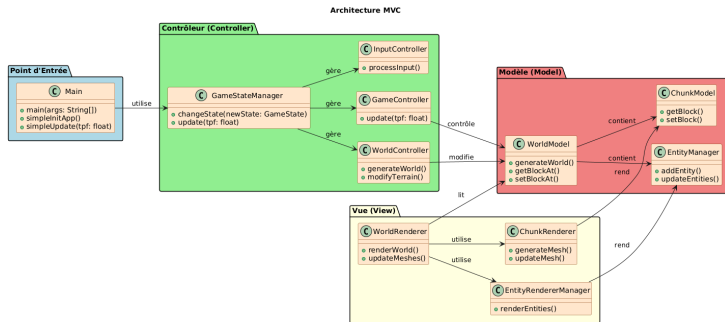 Architecture MVC
Point d'Entrée
C Main
main(args: String[])
simpleInitApp()
simpleUpdate(tpf: float)
utilise
Contrôleur (Controller)
C GameStateManager
changeState(newState: GameState)
update(tpf: float)
gère
gère
gère
C InputController
processInput()
C GameController
update(tpf: float)
C WorldController
generateWorld()
modifyTerrain()
contrôle
modifie
lit
Modèle (Model)
C WorldModel
generateWorld()
getBlockAt()
setBlockAt()
contient
contient
C ChunkModel
getBlock()
setBlock()
C EntityManager
addEntity()
updateEntities()
rend
rend
Vue (View)
C WorldRenderer
renderWorld()
updateMeshes()
utilise
utilise
C ChunkRenderer
generateMesh()
updateMesh()
C EntityRendererManager
renderEntities()